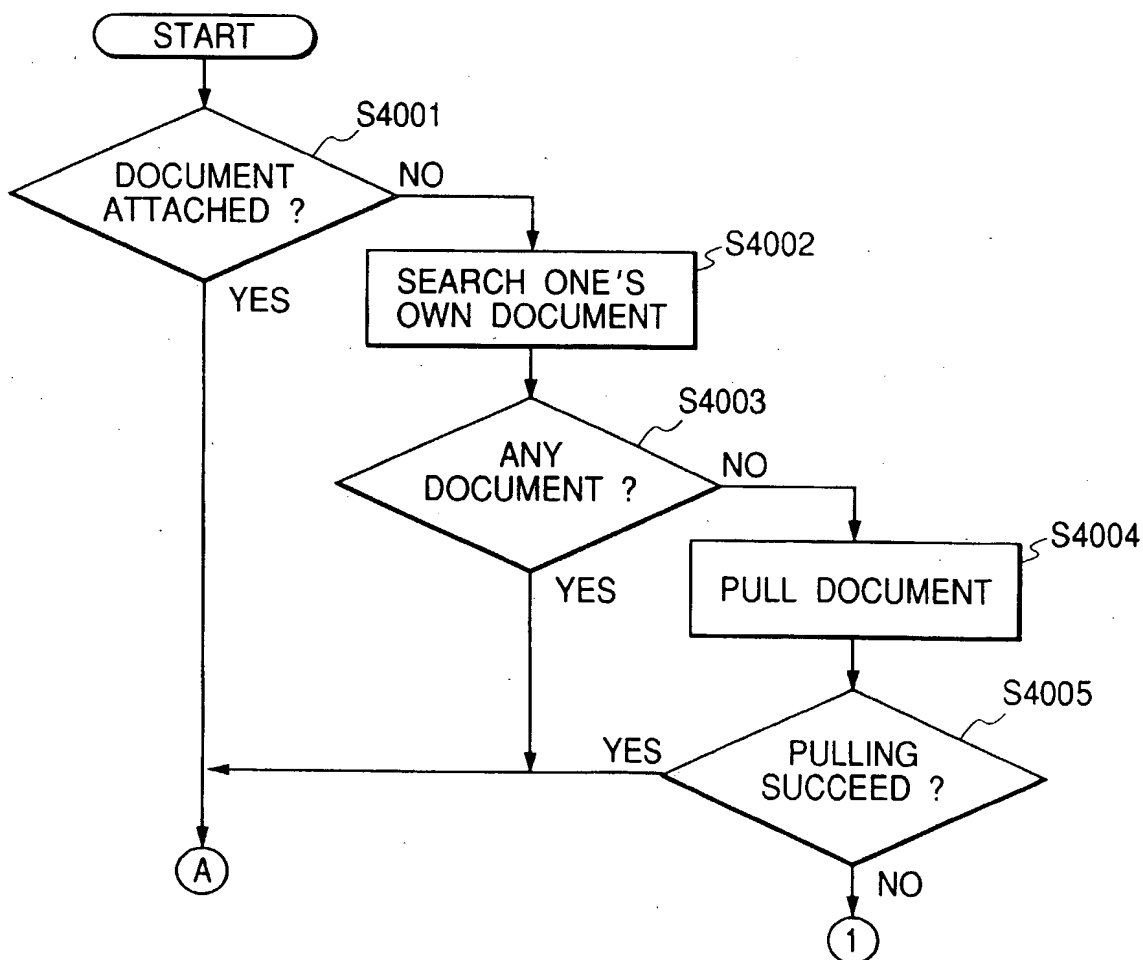 START
S4001
DOCUMENT
ATTACHED ?
NO
YES
S4002
SEARCH ONE'S
OWN DOCUMENT
S4003
ANY
DOCUMENT ?
NO
YES
S4004
PULL DOCUMENT
S4005
PULLING
SUCCEED ?
YES
NO
A
1